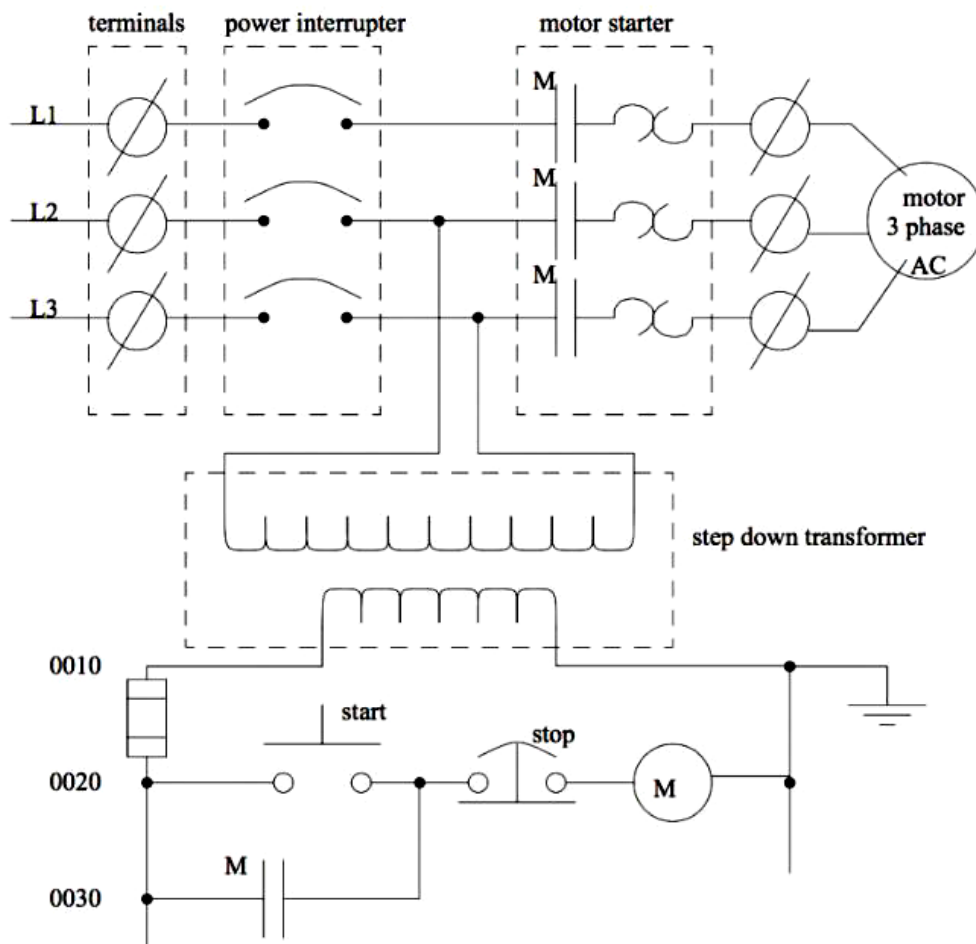 terminals
power interrupter
motor starter
M
L1
M
L2
motor
3 phase
AC
M
L3
step down transformer
0010
start
stop
0020
M
M
0030